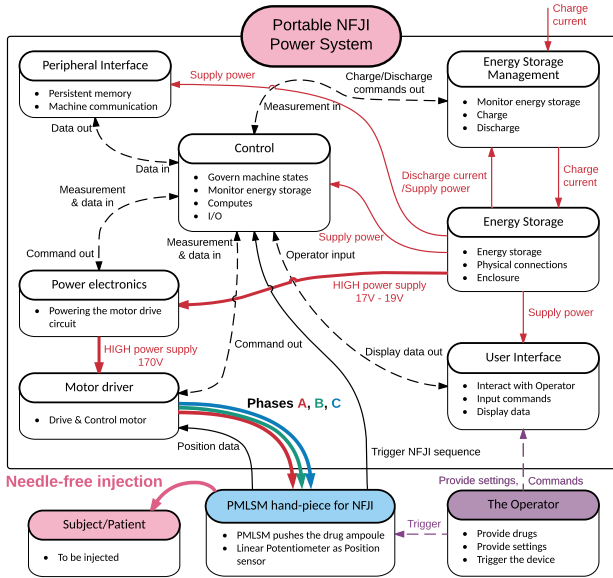 Portable NFJI
Power System
Charge
current
Peripheral Interface
• Persistent memory
• Machine communication
Supply power
Charge/Discharge
commands out
Measurement in
Energy Storage
Management
• Monitor energy storage
• Charge
• Discharge
Data out
Data in
Control
• Govern machine states
• Monitor energy storage
• Computes
• I/O
Discharge current
/Supply power
Charge
current
Measurement
& data in
Command out
Measurement
& data in
Operator input
Supply power
Energy Storage
• Energy storage
• Physical connections
• Enclosure
Power electronics
• Powering the motor drive
circuit
HIGH power supply
17V - 19V
Supply power
HIGH power supply
170V
Command out
Display data out
User Interface
• Interact with Operator
• Input commands
• Display data
Motor driver
• Drive & Control motor
Phases A, B, C
Position data
Trigger NFJI sequence
Needle-free injection
Provide settings, Commands
Subject/Patient
• To be injected
PMLSM hand-piece for NFJI
• PMLSM pushes the drug ampoule
• Linear Potentiometer as Position
sensor
Trigger
The Operator
• Provide drugs
• Provide settings
• Trigger the device